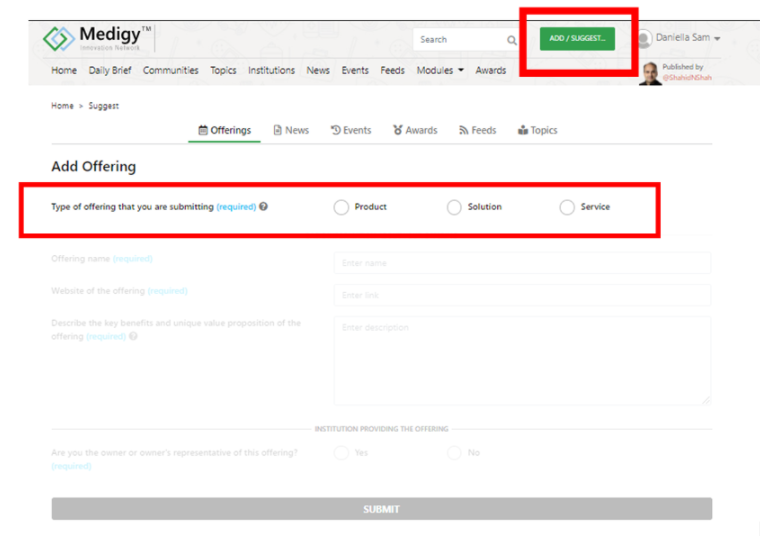 Medigy™
Innovation Network
Search
ADD / SUGGEST...
Daniella Sam
Home Daily Brief Communities Topics Institutions News Events Feeds Modules Awards
Published by
@ShahidNShah
Home > Suggest
Offerings News Events Awards Feeds Topics
Add Offering
Type of offering that you are submitting (required) Product Solution Service
Offering name (required) Enter name
Website of the offering (required) Enter link
Describe the key benefits and unique value proposition of the
offering (required) Enter description
INSTITUTION PROVIDING THE OFFERING
Are you the owner or owner's representative of this offering? Yes No
(required)
SUBMIT